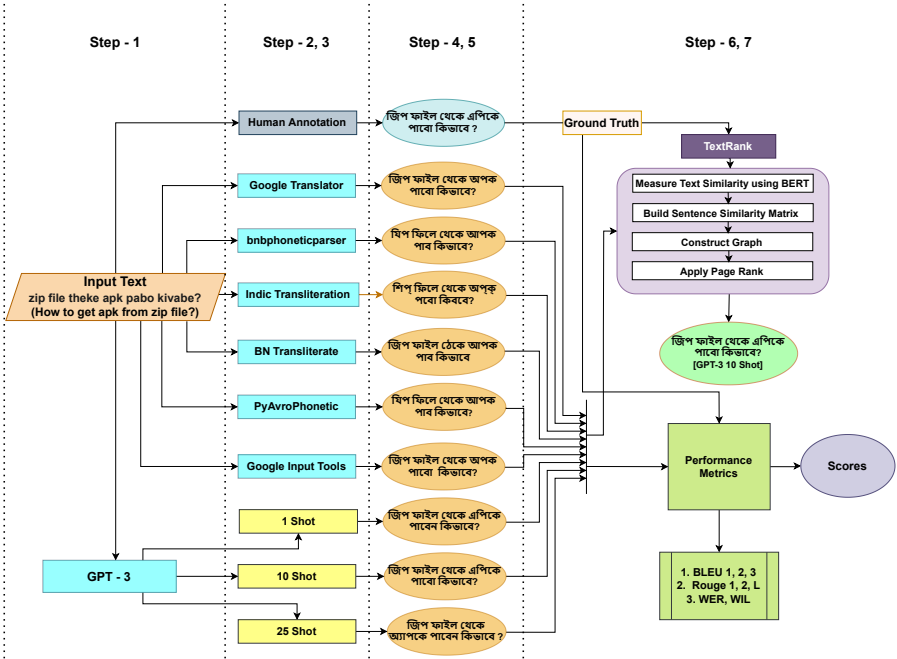 Step - 1
Step - 2, 3
Step - 4, 5
Step - 6, 7
Human Annotation
জিপ ফাইল থেকে এপিকে
পাবো কিভাবে ?
Ground Truth
TextRank
Google Translator
জিপ ফাইল থেকে অপক
পাবো কিভাবে?
Measure Text Similarity using BERT
Build Sentence Similarity Matrix
Construct Graph
Apply Page Rank
bnbphoneticparser
যিপ ফিলে থেকে আপক
পাব কিভাবে?
Input Text
zip file theke apk pabo kivabe?
(How to get apk from zip file?)
Indic Transliteration
শিপ্ ফিলে থেকে অপ্ক্
পবো কিববে?
BN Transliterate
জিপ ফাইল ঠেকে আপক
পাব কিভাবে
জিপ ফাইল থেকে এপিকে
পাবো কিভাবে?
[GPT-3 10 Shot]
PyAvroPhonetic
যিপ ফিলে থেকে আপক
পাব কিভাবে?
Google Input Tools
জিপ ফাইল থেকে অপক
পাবো কিভাবে?
Performance
Metrics
Scores
1 Shot
জিপ ফাইল থেকে এপিকে
পাবেন কিভাবে?
GPT - 3
10 Shot
জিপ ফাইল থেকে এপিকে
পাবো কিভাবে?
1. BLEU 1, 2, 3
2. Rouge 1, 2, L
3. WER, WIL
25 Shot
জিপ ফাইল থেকে
অ্যাপকে পাবেন কিভাবে ?